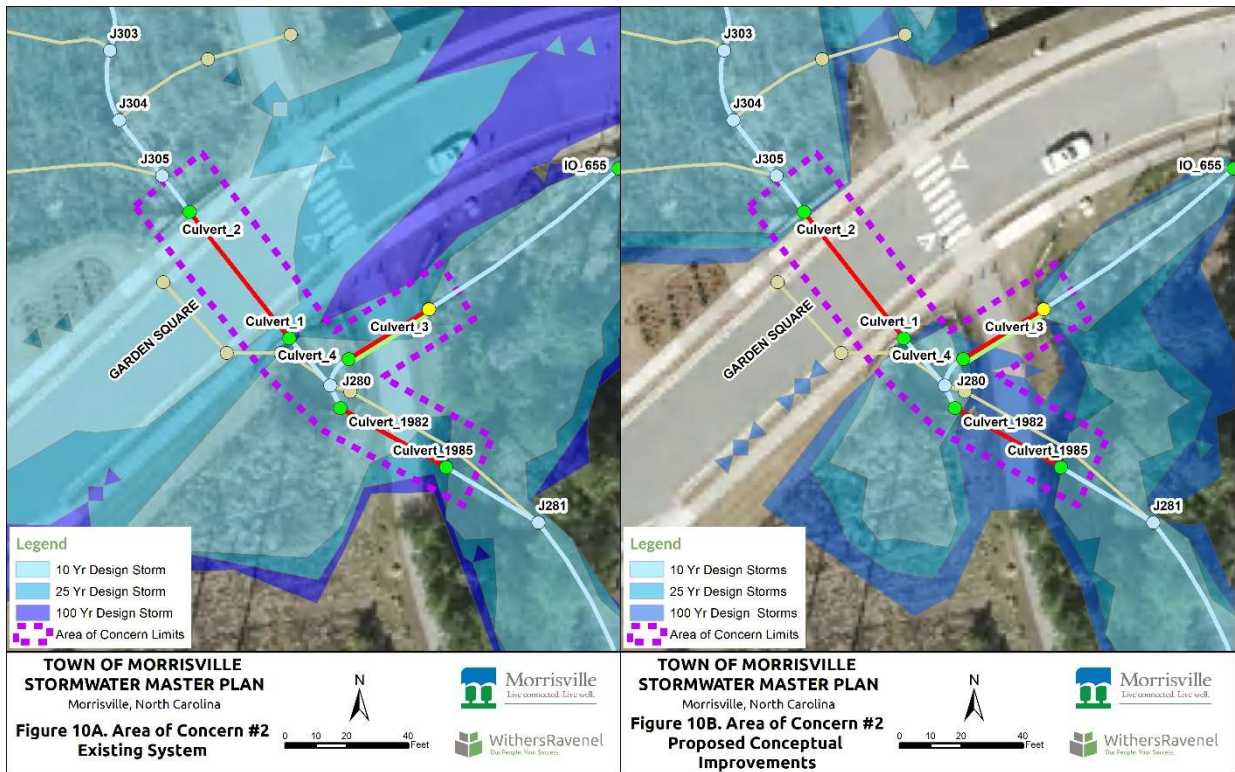 J303
J304
J305
IO_655
Culvert_2
Culvert_1
Culvert_3
Culvert_4
GARDEN SQUARE
J280
Culvert_1982
Culvert_1985
J281
Legend
10 Yr Design Storm
25 Yr Design Storm
100 Yr Design Storm
Area of Concern Limits
TOWN OF MORRISVILLE
STORMWATER MASTER PLAN
Morrisville, North Carolina
Figure 10A. Area of Concern #2
Existing System
N
0 10 20 40
Feet
Morrisville
Live connected. Live well.
WithersRavenel
Our People. Your Success.
J303
J304
J305
IO_655
Culvert_2
Culvert_1
Culvert_3
Culvert_4
GARDEN SQUARE
J280
Culvert_1982
Culvert_1985
J281
Legend
10 Yr Design Storms
25 Yr Design Storms
100 Yr Design Storms
Area of Concern Limits
TOWN OF MORRISVILLE
STORMWATER MASTER PLAN
Morrisville, North Carolina
Figure 10B. Area of Concern #2
Proposed Conceptual
Improvements
N
0 10 20 40
Feet
Morrisville
Live connected. Live well.
WithersRavenel
Our People. Your Success.